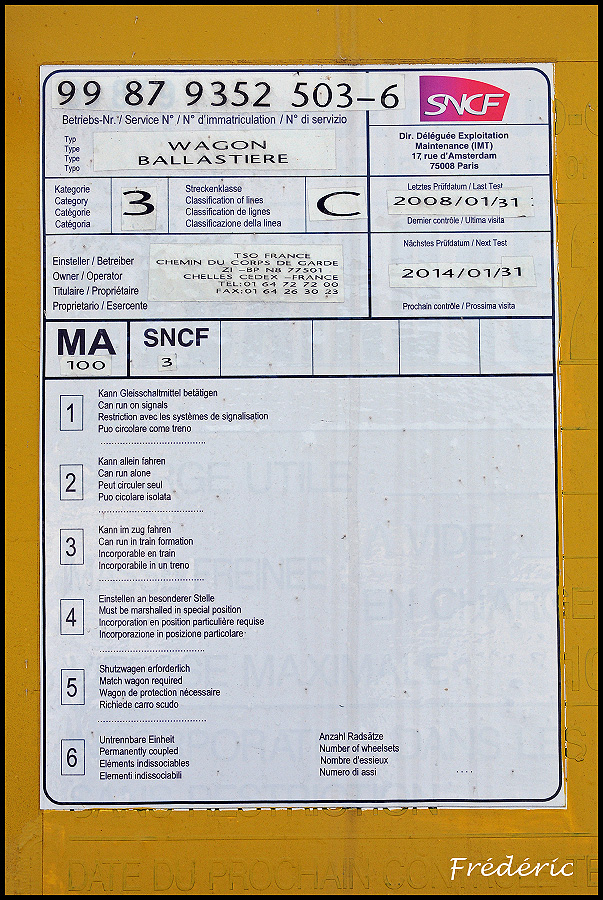 99 87 9352 503-6
SNCF
Betriebs-Nr./ Service N° / N° d'immatriculation / N° di servizio
Typ
Type
Type
Typo
WAGON
BALLASTIERE
Dir. Déléguée Exploitation
Maintenance (IMT)
17, rue d'Amsterdam
75008 Paris
Kategorie
Category
Catégorie
Categoria
3
Streckenklasse
Classification of lines
Classification de lignes
Classificazione della linea
C
Letztes Prüfdatum / Last Test
2008/01/31
Dernier contrôle / Ultima visita
Einsteller / Betreiber
Owner / Operator
Titulaire / Propriétaire
Proprietario / Esercente
TSO FRANCE
CHEMIN DU CORPS DE GARDE
ZI -BP N8 77501
CHELLES CEDEX -FRANCE
TEL:01 64 72 72 00
FAX:01 64 26 30 23
Nächstes Prüfdatum / Next Test
2014/01/31
Prochain contrôle / Prossima visita
MA
100
SNCF
3
1
Kann Gleisschaltmittel betätigen
Can run on signals
Restriction avec les systèmes de signalisation
Puo circolare come treno
2
Kann allein fahren
Can run alone
Peut circuler seul
Puo cicolare isolata
3
Kann im zug fahren
Can run in train formation
Incorporable en train
Incorporabile in un treno
4
Einstellen an besonderer Stelle
Must be marshalled in special position
Incorporation en position particulière requise
Incorporazione in posizione particolare
5
Shutzwagen erforderlich
Match wagon required
Wagon de protection nécessaire
Richiede carro scudo
6
Untrennbare Einheit
Permanently coupled
Eléments indissociables
Elementi indissociabili
Anzahl Radsätze
Number of wheelsets
Nombre d'essieux
Numero di assi
DATE DU PROCHAIN CONTROLE
Frédéric